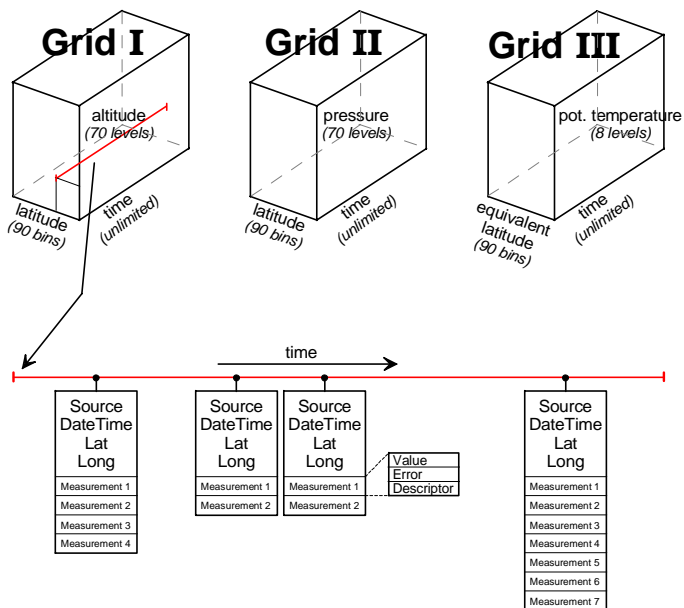 Grid I
altitude
(70 levels)
latitude
(90 bins)
time
(unlimited)
Grid II
pressure
(70 levels)
latitude
(90 bins)
time
(unlimited)
Grid III
pot. temperature
(8 levels)
equivalent
latitude
(90 bins)
time
(unlimited)
time
Source
DateTime
Lat
Long
Measurement 1
Measurement 2
Measurement 3
Measurement 4
Source
DateTime
Lat
Long
Measurement 1
Measurement 2
Source
DateTime
Lat
Long
Measurement 1
Measurement 2
Value
Error
Descriptor
Source
DateTime
Lat
Long
Measurement 1
Measurement 2
Measurement 3
Measurement 4
Measurement 5
Measurement 6
Measurement 7